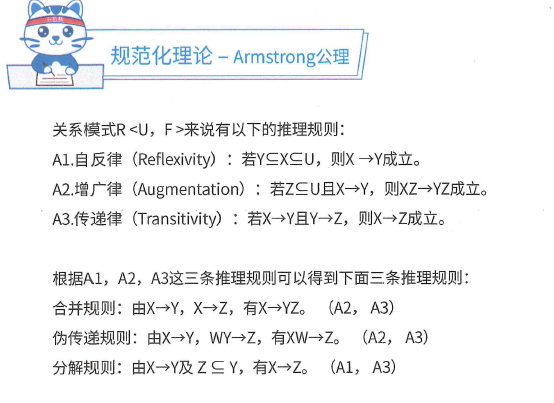 规范化理论 – Armstrong公理
关系模式R <U，F >来说有以下的推理规则：
A1.自反律（Reflexivity）：若Y⊆X⊆U，则X →Y成立。
A2.增广律（Augmentation）：若Z⊆U且X→Y，则XZ→YZ成立。
A3.传递律（Transitivity）：若X→Y且Y→Z，则X→Z成立。
根据A1，A2，A3这三条推理规则可以得到下面三条推理规则：
合并规则：由X→Y，X→Z，有X→YZ。（A2，A3）
伪传递规则：由X→Y，WY→Z，有XW→Z。（A2，A3）
分解规则：由X→Y及 Z ⊆ Y，有X→Z。（A1，A3）